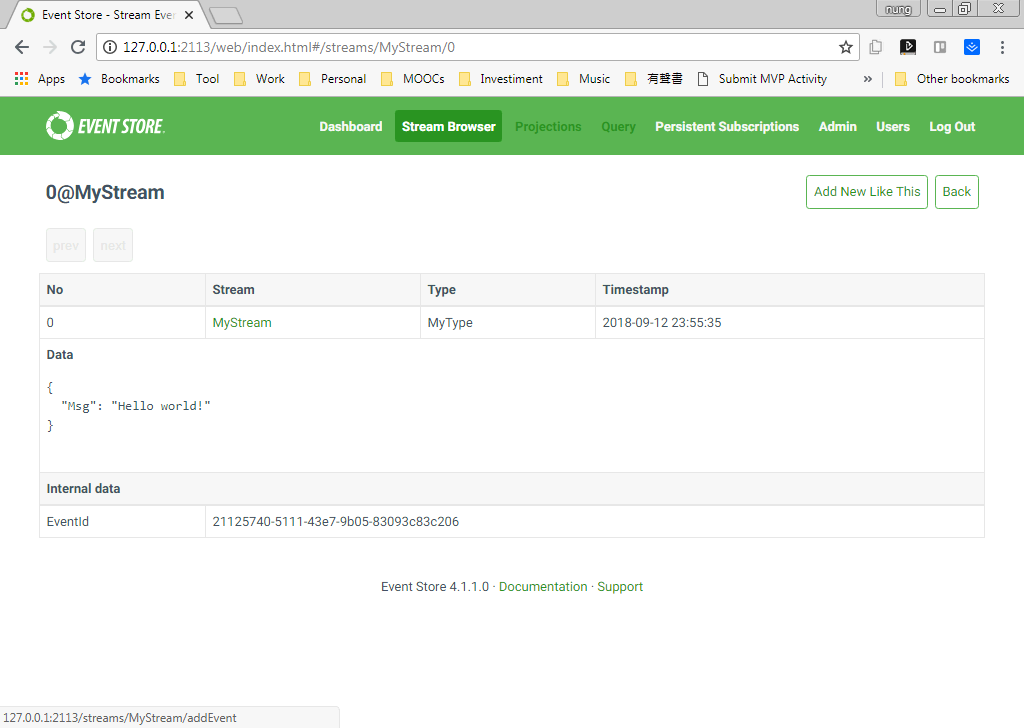 Event Store - Stream Ever
nung
127.0.0.1:2113/web/index.html#/streams/MyStream/0
Apps Bookmarks Tool Work Personal MOOCs Investiment Music 有聲書 Submit MVP Activity » Other bookmarks
EVENT STORE. Dashboard Stream Browser Projections Query Persistent Subscriptions Admin Users Log Out
0@MyStream Add New Like This Back
prev next
No Stream Type Timestamp
0 MyStream MyType 2018-09-12 23:55:35
Data
{
"Msg": "Hello world!"
}
Internal data
EventId 21125740-5111-43e7-9b05-83093c83c206
Event Store 4.1.1.0 · Documentation · Support
127.0.0.1:2113/streams/MyStream/addEvent